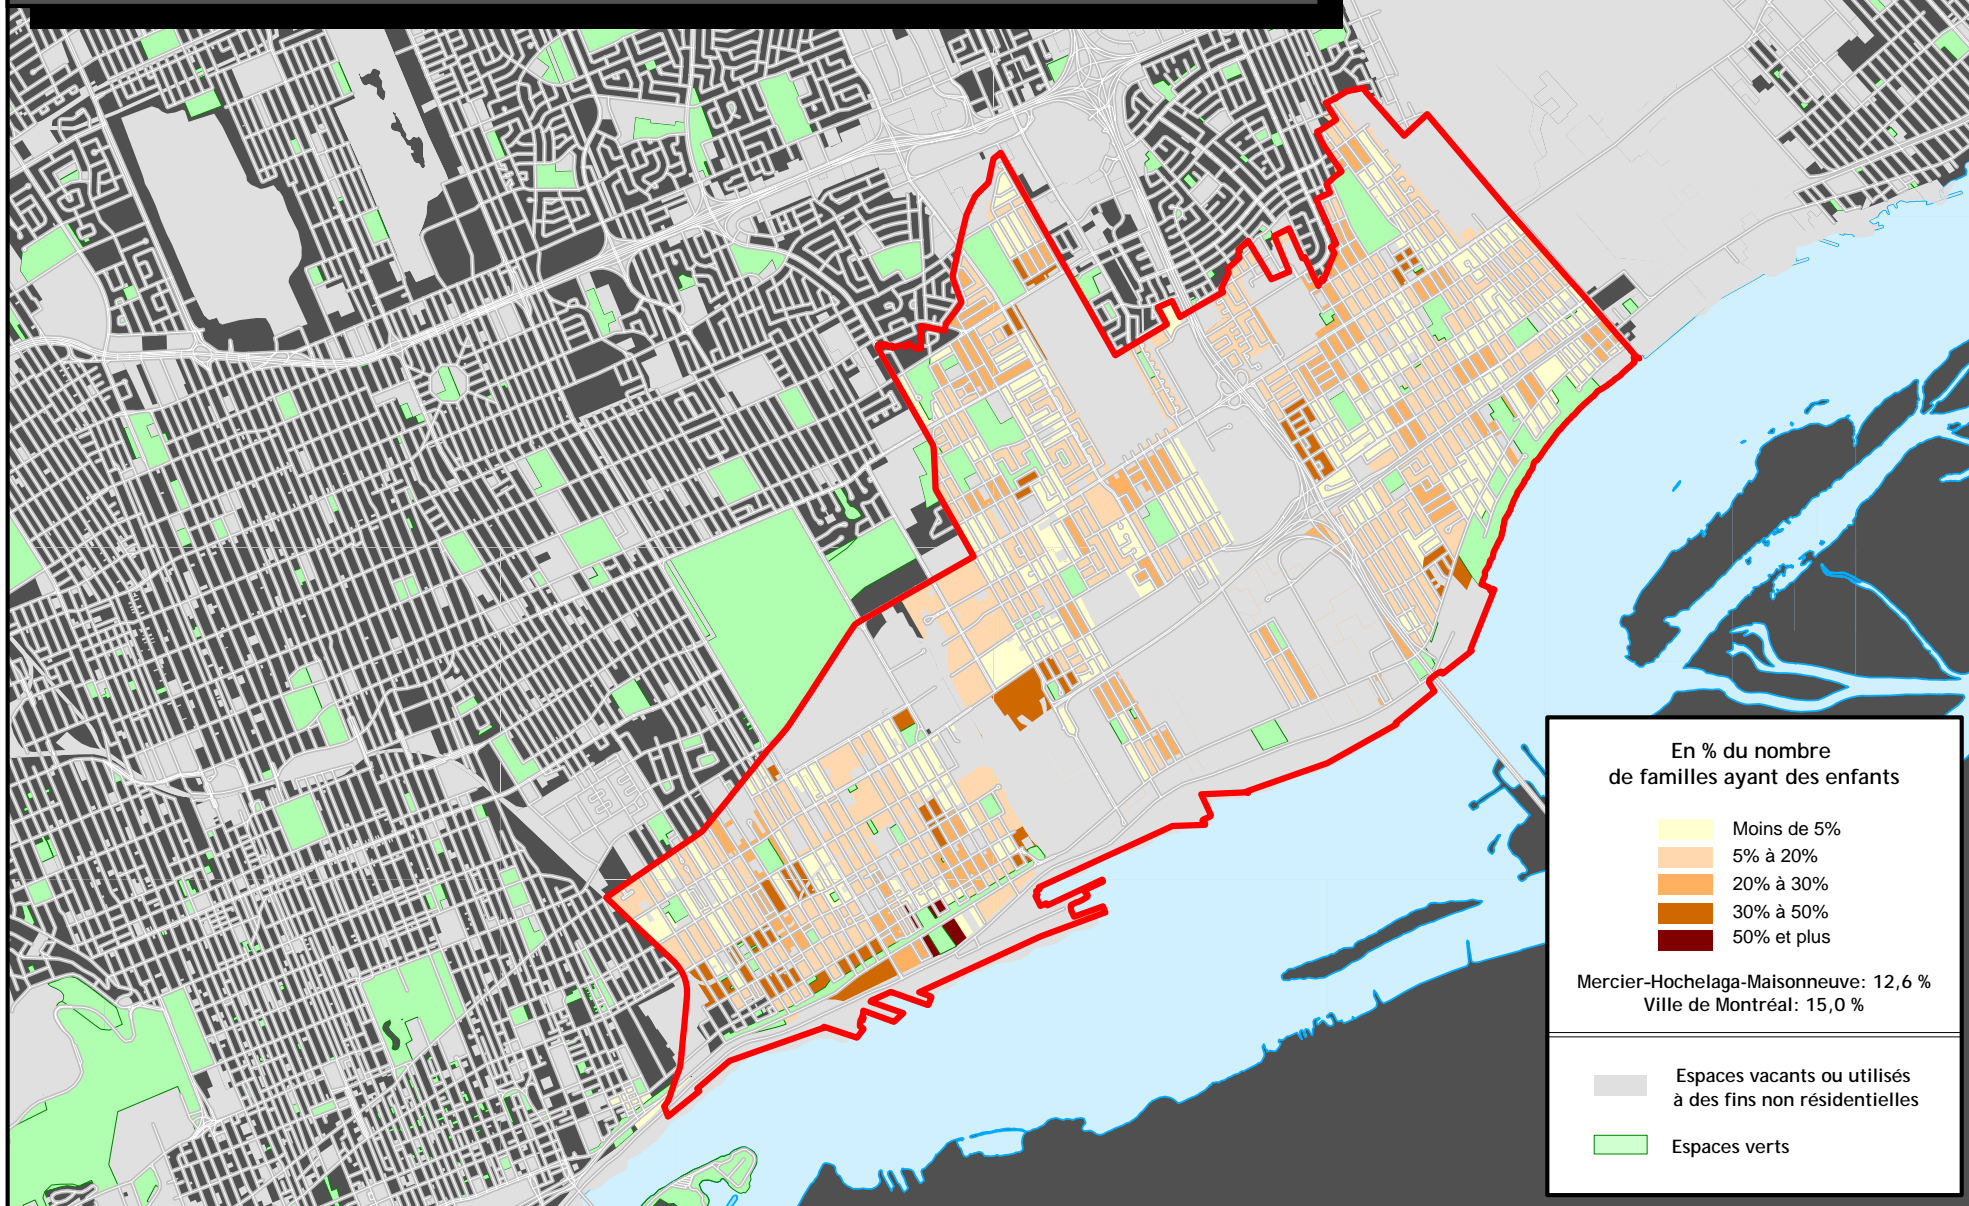 En % du nombre
de familles ayant des enfants
Moins de 5%
5% à 20%
20% à 30%
30% à 50%
50% et plus
Mercier-Hochelaga-Maisonneuve: 12,6 %
Ville de Montréal: 15,0 %
Espaces vacants ou utilisés
à des fins non résidentielles
Espaces verts